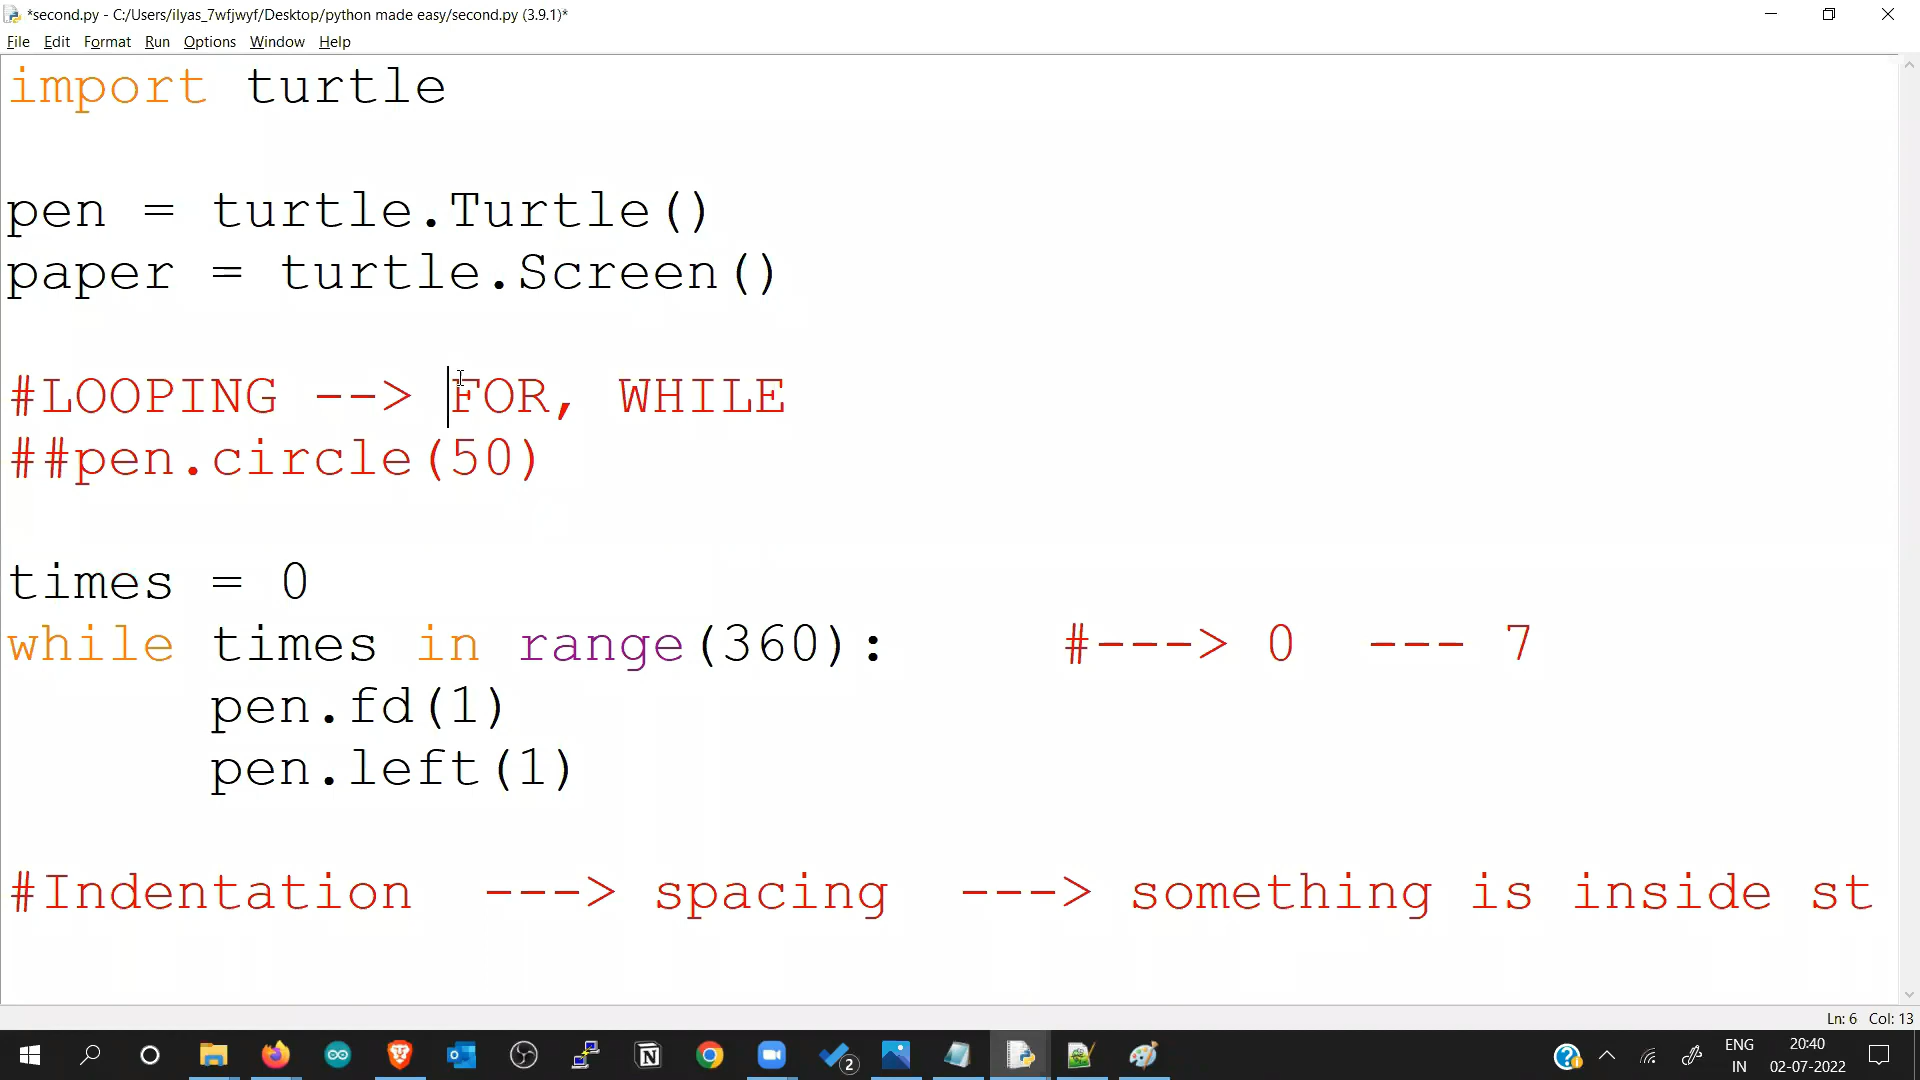 *second.py - C:/Users/ilyas_7wfjwyf/Desktop/python made easy/second.py (3.9.1)*
File Edit Format Run Options Window Help
import turtle
pen = turtle.Turtle()
paper = turtle.Screen()
#LOOPING --> FOR, WHILE
##pen.circle(50)
times = 0
while times in range(360): #---> 0 --- 7
pen.fd(1)
pen.left(1)
#Indentation ---> spacing ---> something is inside st
Ln: 6 Col: 13
2
ENG
IN
20:40
02-07-2022